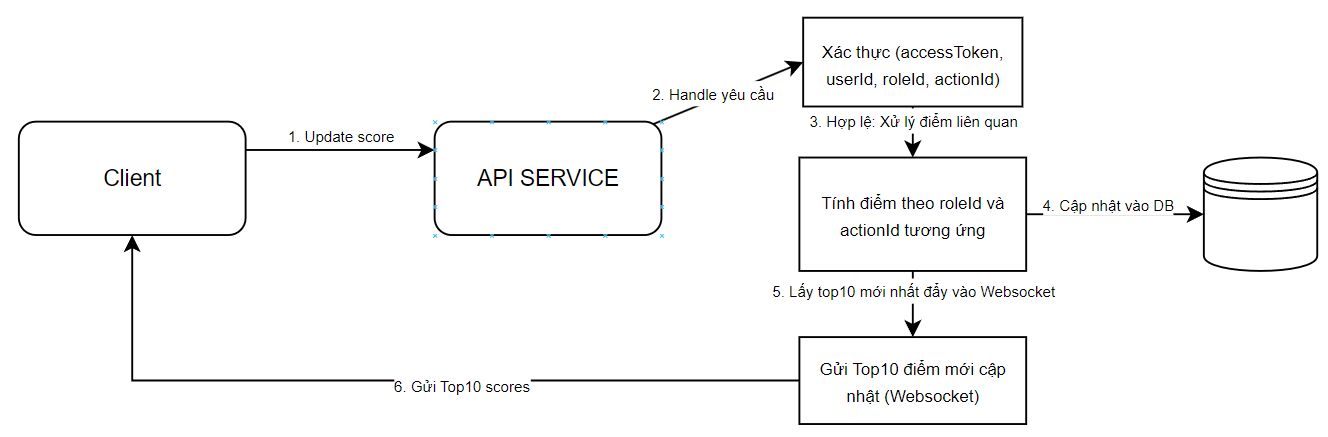 Xác thực (accessToken,
userId, roleId, actionId)
2. Handle yêu cầu
3. Hợp lệ: Xử lý điểm liên quan
1. Update score
Client
API SERVICE
Tính điểm theo roleId và
actionId tương ứng
4. Cập nhật vào DB
5. Lấy top10 mới nhất đẩy vào Websocket
Gửi Top10 điểm mới cập
nhật (Websocket)
6. Gửi Top10 scores